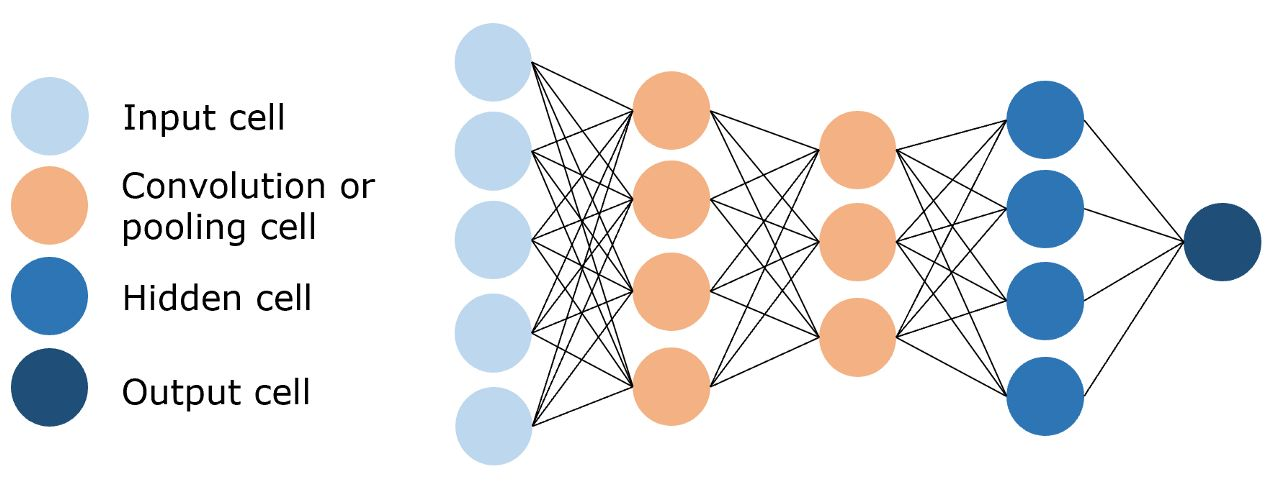 Input cell
Convolution or
pooling cell
Hidden cell
Output cell